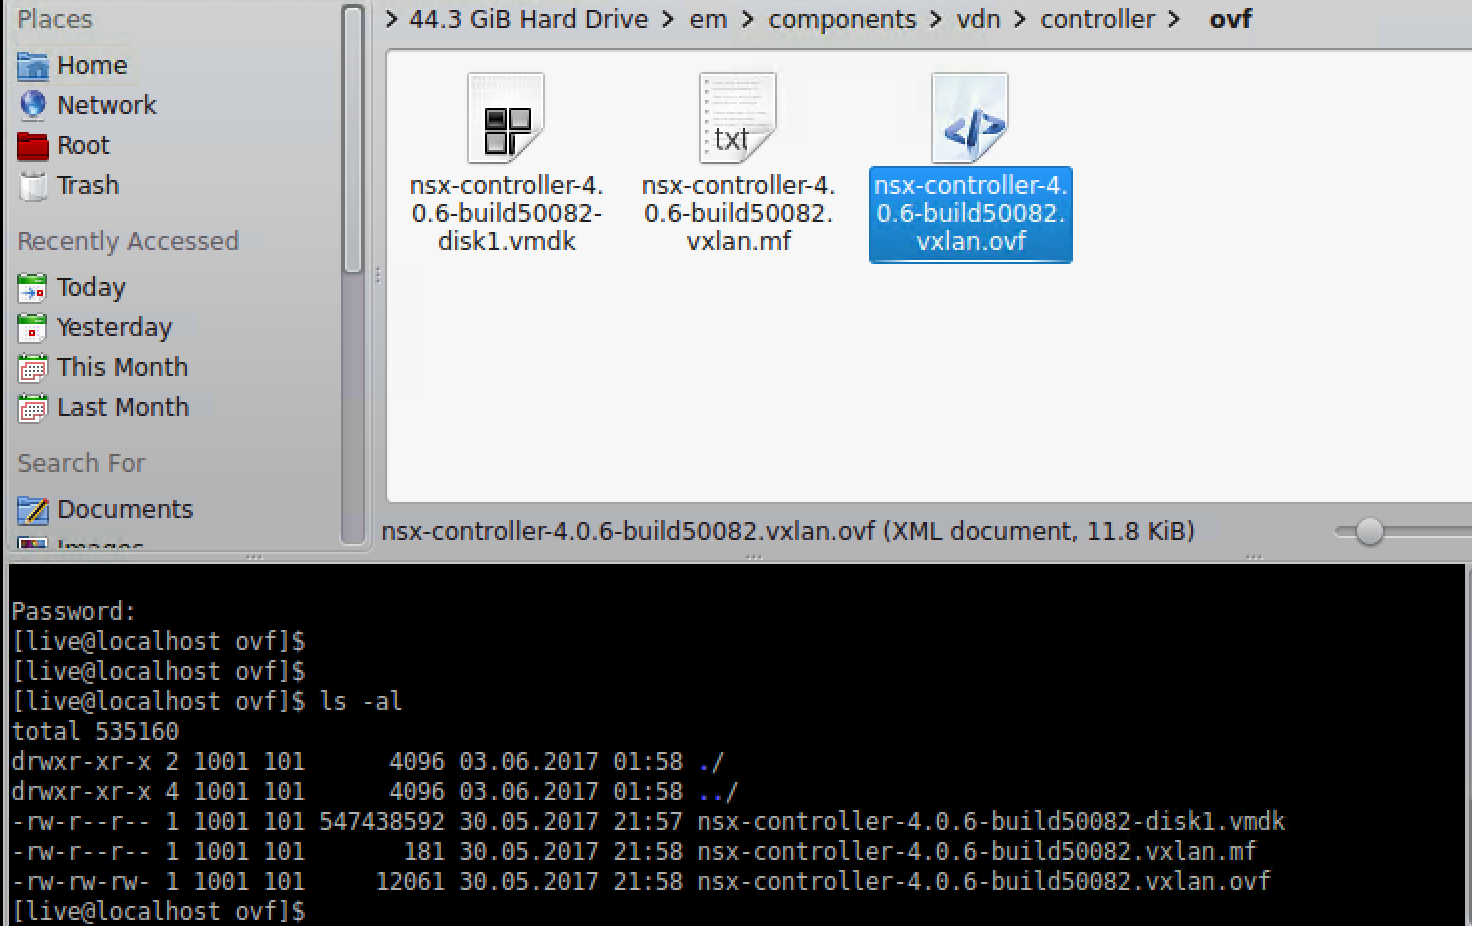 Places
Home
Network
Root
Trash
Recently Accessed
Today
Yesterday
This Month
Last Month
Search For
Documents
Images
> 44.3 GiB Hard Drive > em > components > vdn > controller > ovf
txt
nsx-controller-4.
0.6-build50082-
disk1.vmdk
nsx-controller-4.
0.6-build50082.
vxlan.mf
nsx-controller-4.
0.6-build50082.
vxlan.ovf
nsx-controller-4.0.6-build50082.vxlan.ovf (XML document, 11.8 KiB)
Password:
[live@localhost ovf]$
[live@localhost ovf]$
[live@localhost ovf]$ ls -al
total 535160
drwxr-xr-x 2 1001 101      4096 03.06.2017 01:58 ./
drwxr-xr-x 4 1001 101      4096 03.06.2017 01:58 ../
-rw-r--r-- 1 1001 101 547438592 30.05.2017 21:57 nsx-controller-4.0.6-build50082-disk1.vmdk
-rw-r--r-- 1 1001 101       181 30.05.2017 21:58 nsx-controller-4.0.6-build50082.vxlan.mf
-rw-rw-rw- 1 1001 101     12061 30.05.2017 21:58 nsx-controller-4.0.6-build50082.vxlan.ovf
[live@localhost ovf]$